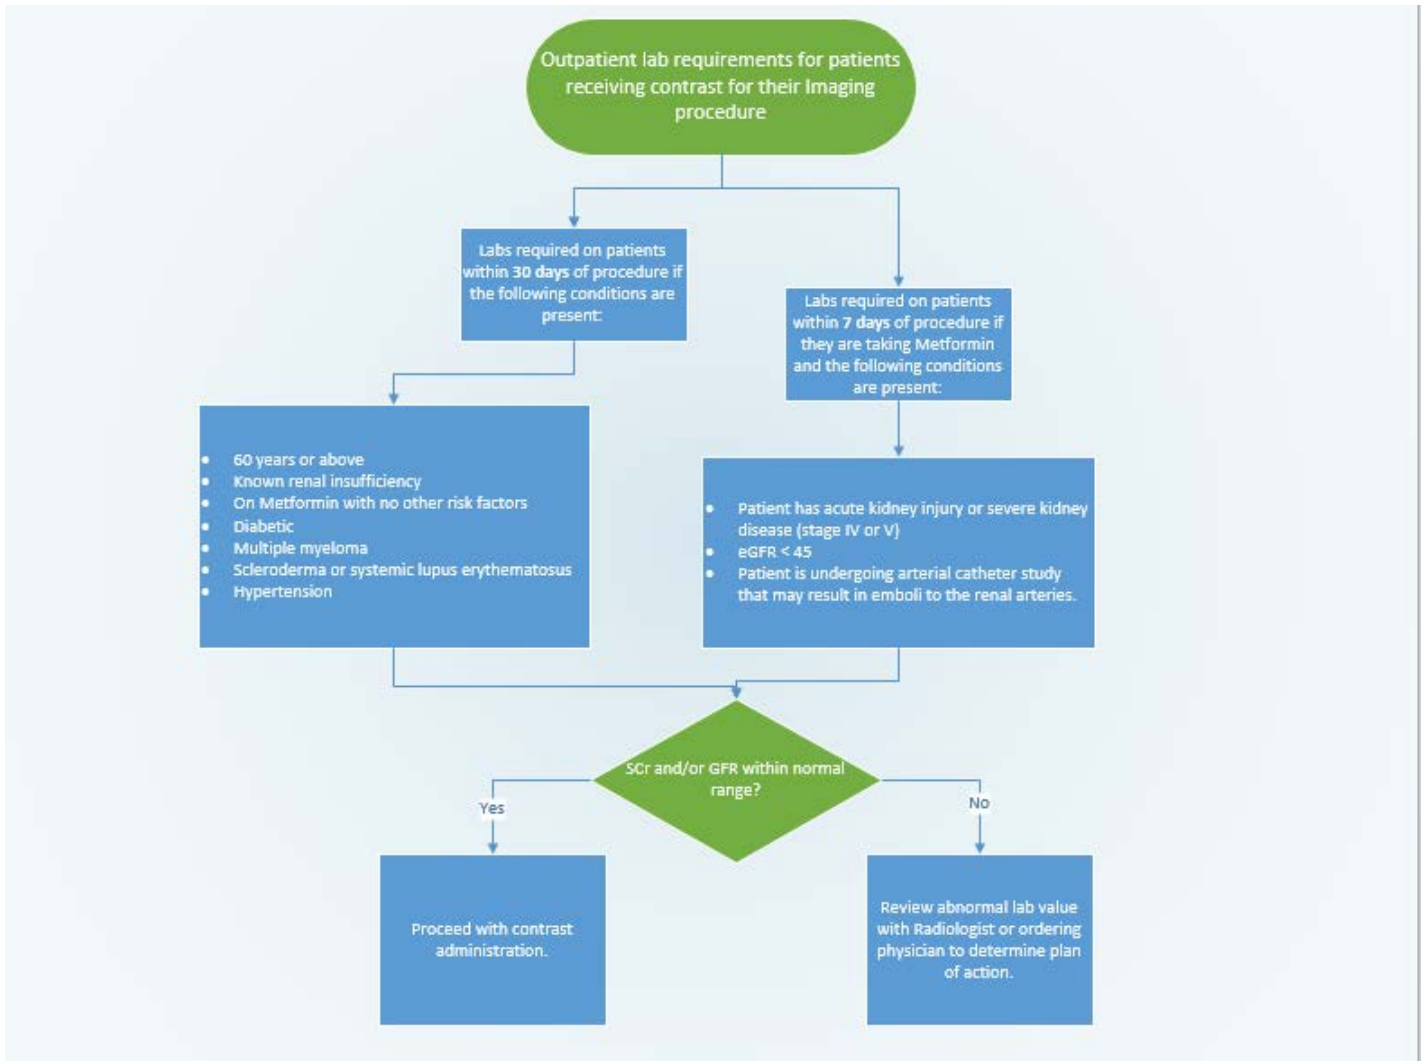 Outpatient lab requirements for patients
receiving contrast for their Imaging
procedure
Labs required on patients
within 30 days of procedure if
the following conditions are
present:
Labs required on patients
within 7 days of procedure if
they are taking Metformin
and the following conditions
are present:
• 60 years or above
• Known renal insufficiency
• On Metformin with no other risk factors
• Diabetic
• Multiple myeloma
• Scleroderma or systemic lupus erythematosus
• Hypertension
• Patient has acute kidney injury or severe kidney
disease (stage IV or V)
• eGFR < 45
• Patient is undergoing arterial catheter study
that may result in emboli to the renal arteries.
SCr and/or GFR within normal
range?
Yes
No
Proceed with contrast
administration.
Review abnormal lab value
with Radiologist or ordering
physician to determine plan
of action.